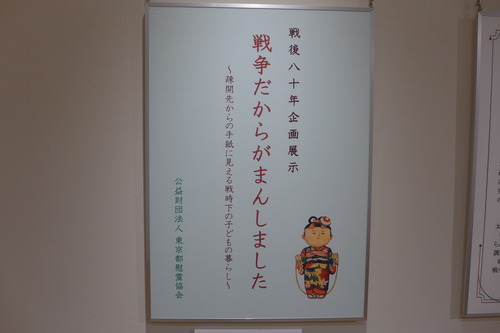 戦後八十年企画展示
戦争だからがまんしました
〜疎開先からの手紙に見える戦時下の子どもの暮らし〜
公益財団法人 東京都慰霊協会